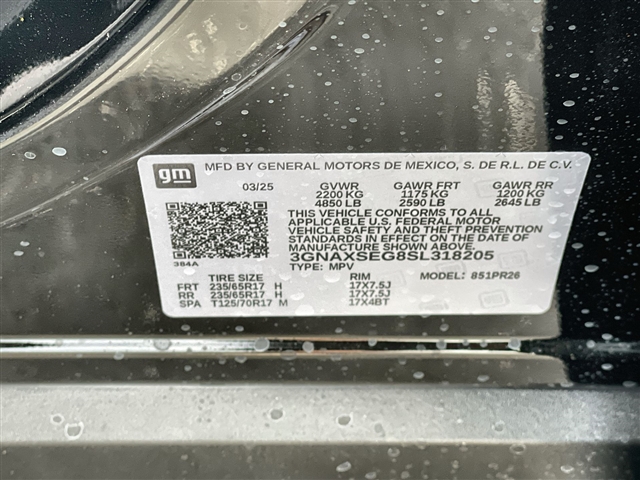 gm MFD BY GENERAL MOTORS DE MEXICO, S. DE R.L. DE C.V.
03/25 GVWR GAWR FRT GAWR RR
2200 KG 1175 KG 1200 KG
4850 LB 2590 LB 2645 LB
THIS VEHICLE CONFORMS TO ALL
APPLICABLE U.S. FEDERAL MOTOR
VEHICLE SAFETY AND THEFT PREVENTION
STANDARDS IN EFFECT ON THE DATE OF
MANUFACTURE SHOWN ABOVE.
3GNAXSEG8SL318205
384A TYPE: MPV
TIRE SIZE RIM MODEL: 851PR26
FRT 235/65R17 H 17X7.5J
RR 235/65R17 H 17X7.5J
SPA T125/70R17 M 17X4BT